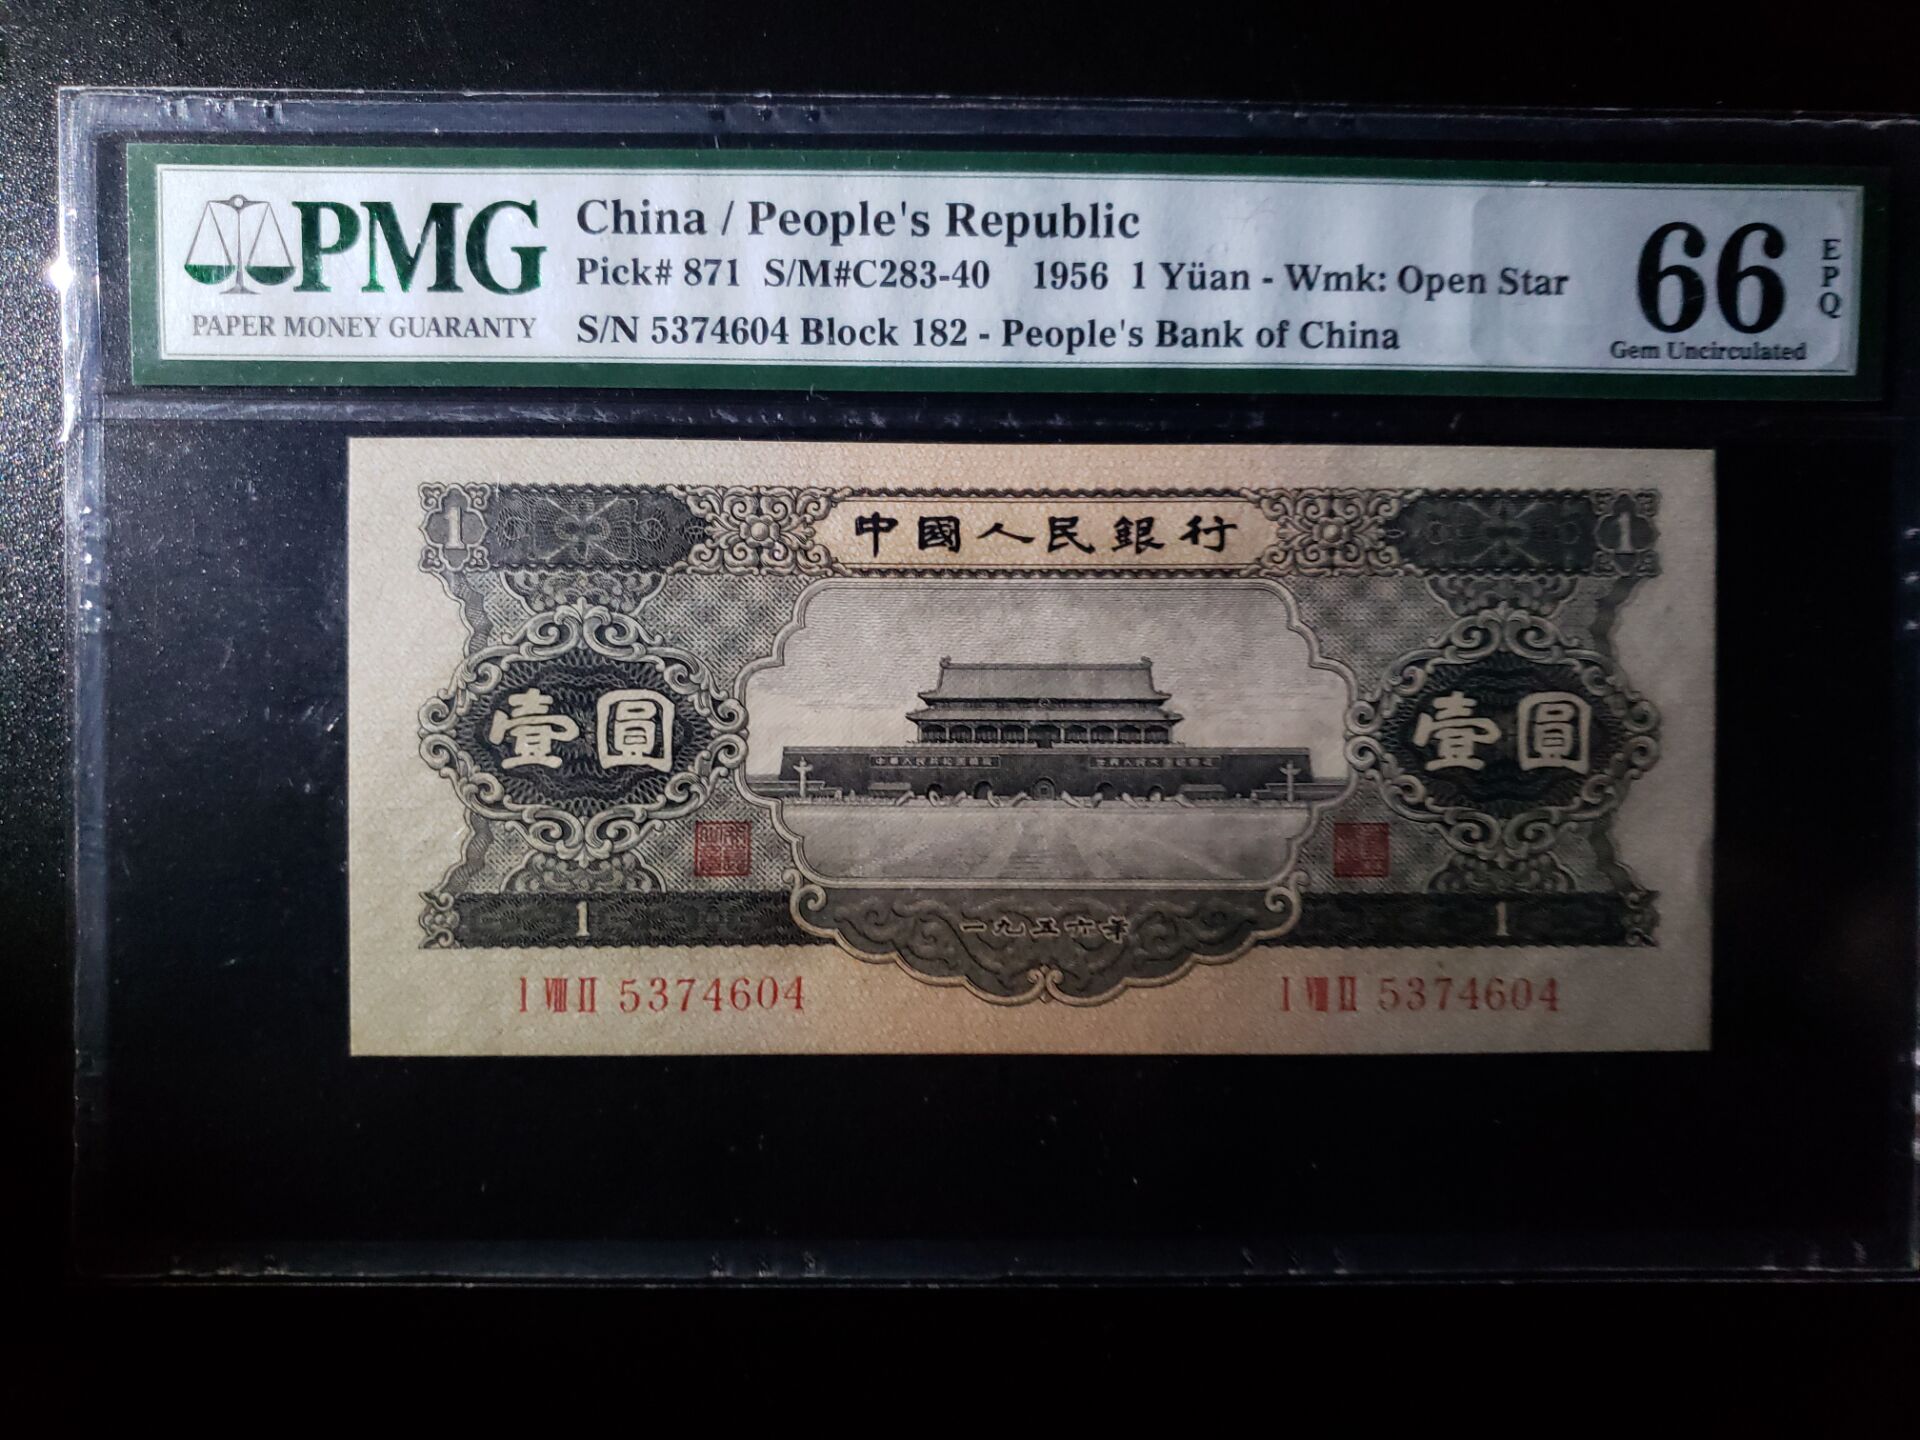 PMG
PAPER MONEY GUARANTY
China / People's Republic
Pick# 871 S/M#C283-40 1956 1 Yüan - Wmk: Open Star
S/N 5374604 Block 182 - People's Bank of China
66
EPQ
Gem Uncirculated
1 中國人民銀行 1
壹圓 壹圓
1 1
一九五六年
I VIII II 5374604 I VIII II 5374604